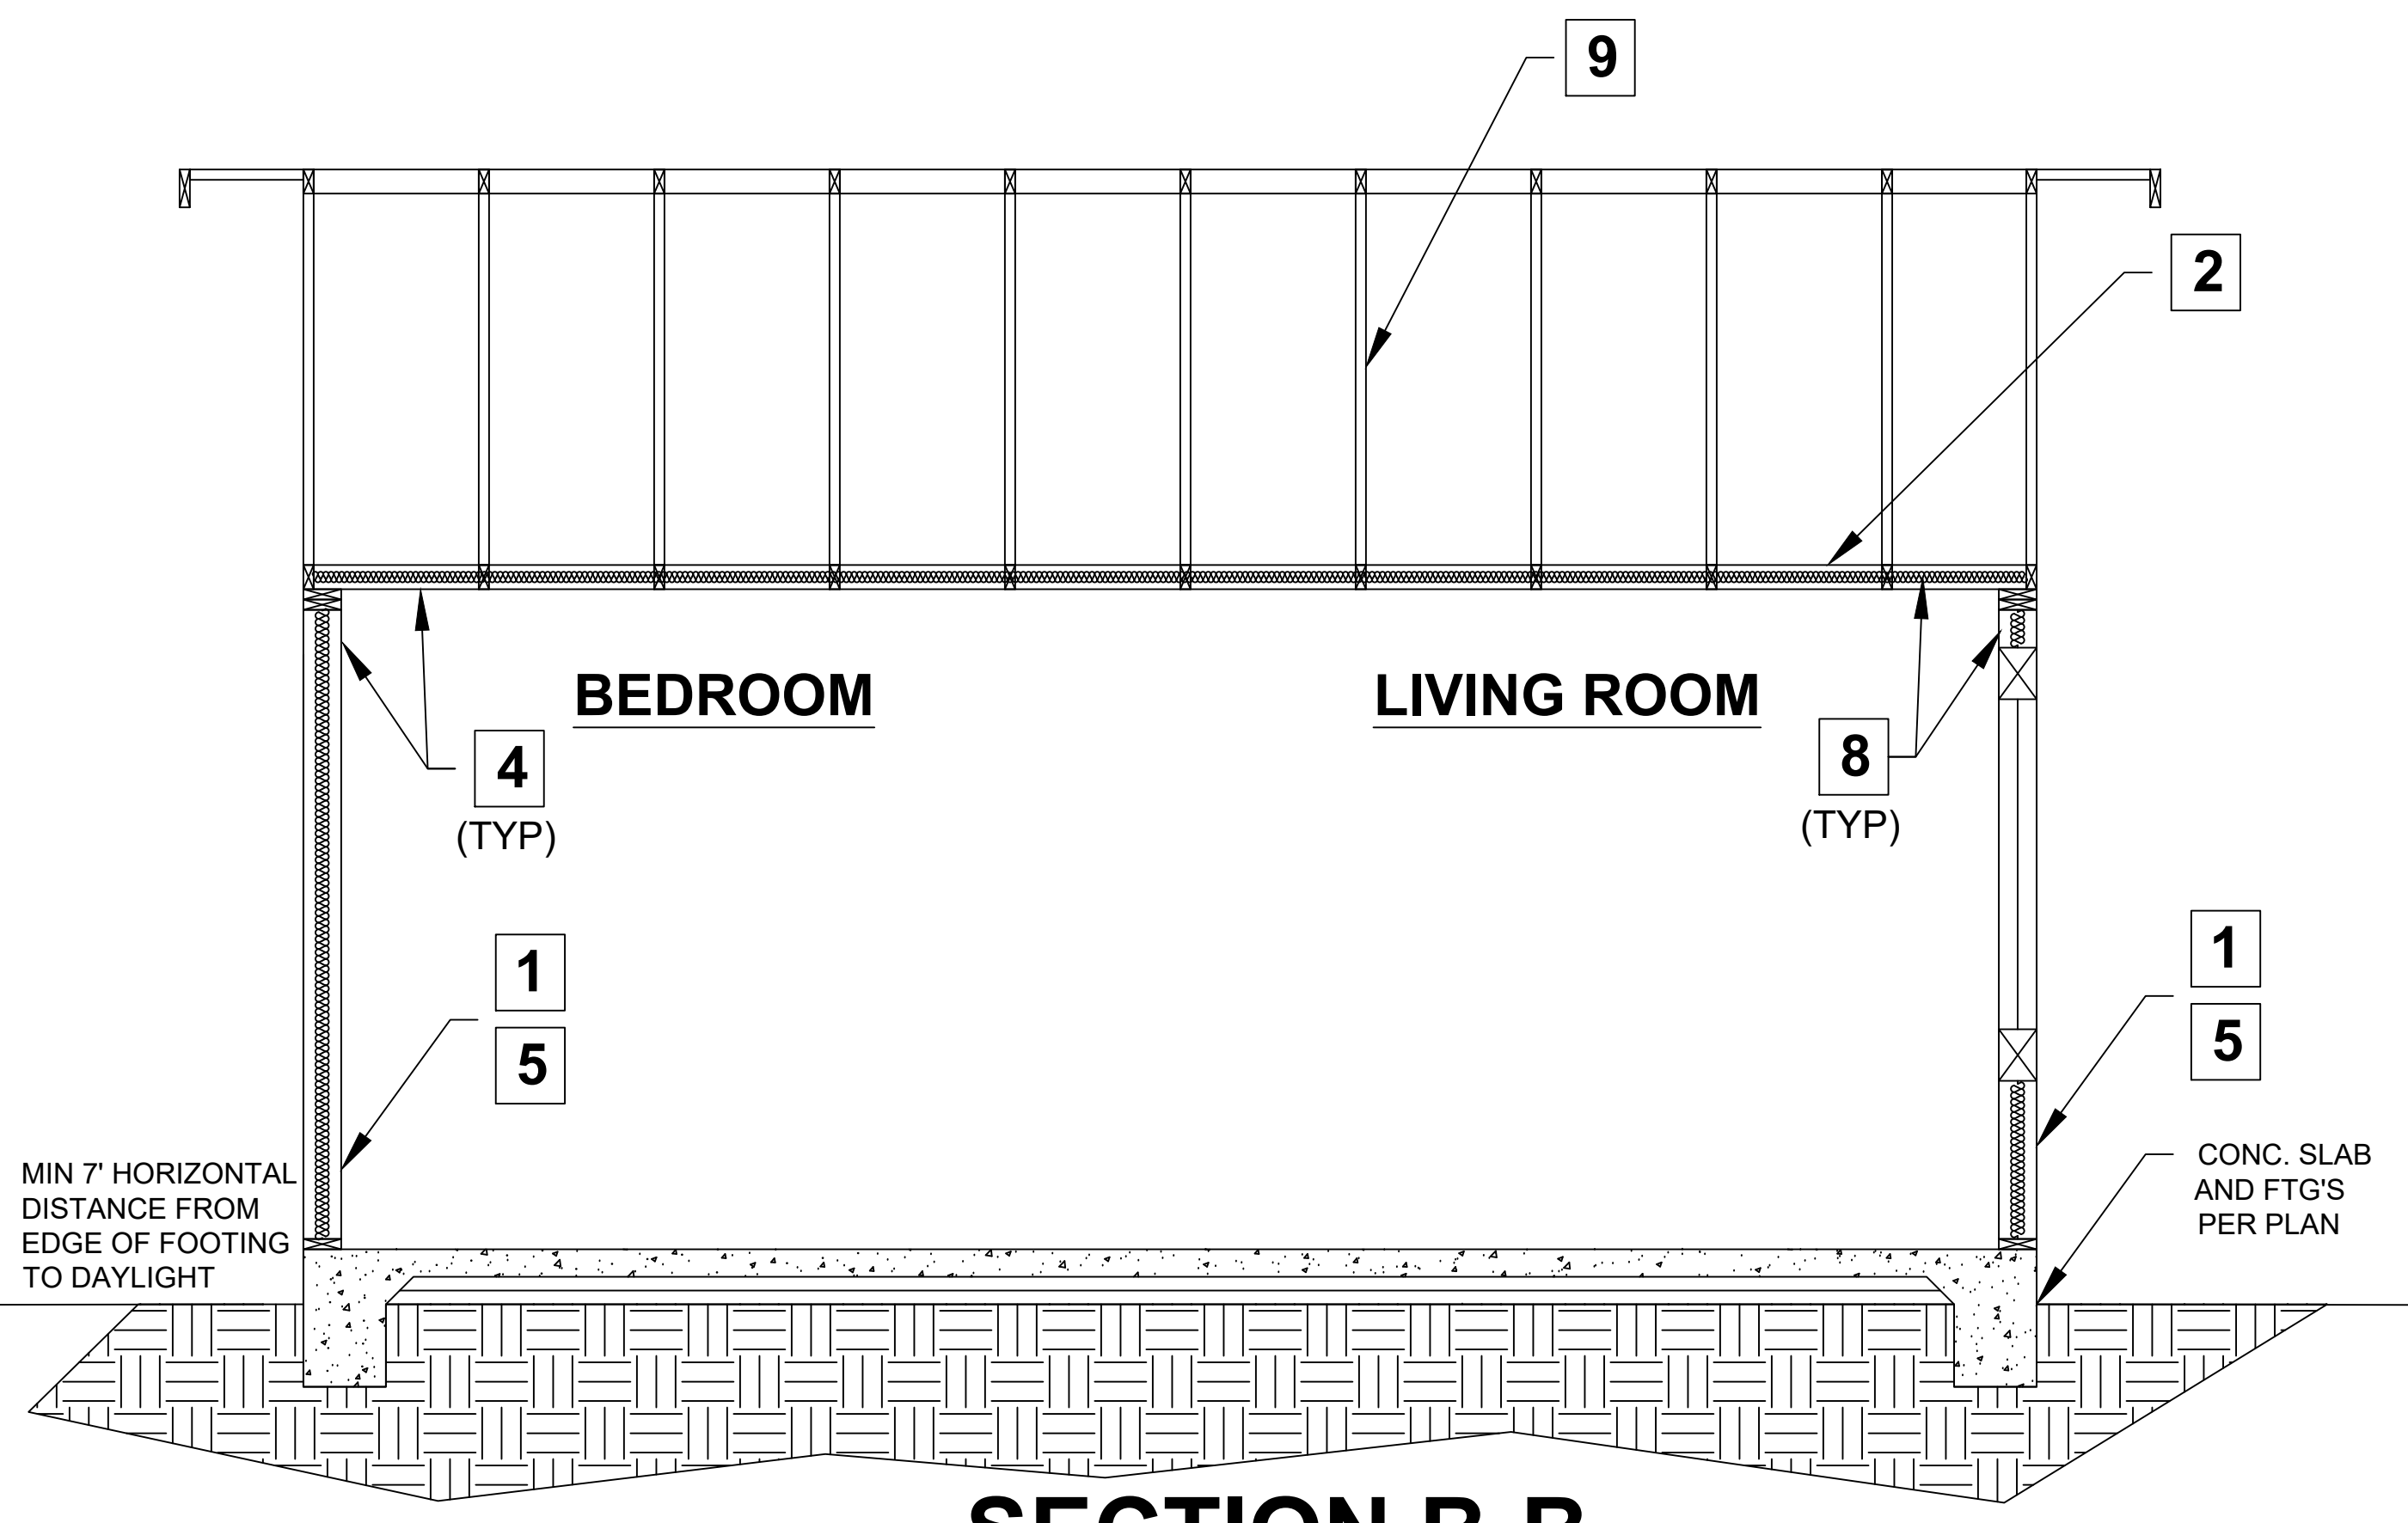 9
2
BEDROOM
LIVING ROOM
4
(TYP)
8
(TYP)
1
5
1
5
MIN 7' HORIZONTAL
DISTANCE FROM
EDGE OF FOOTING
TO DAYLIGHT
CONC. SLAB
AND FTG'S
PER PLAN
SECTION B-B